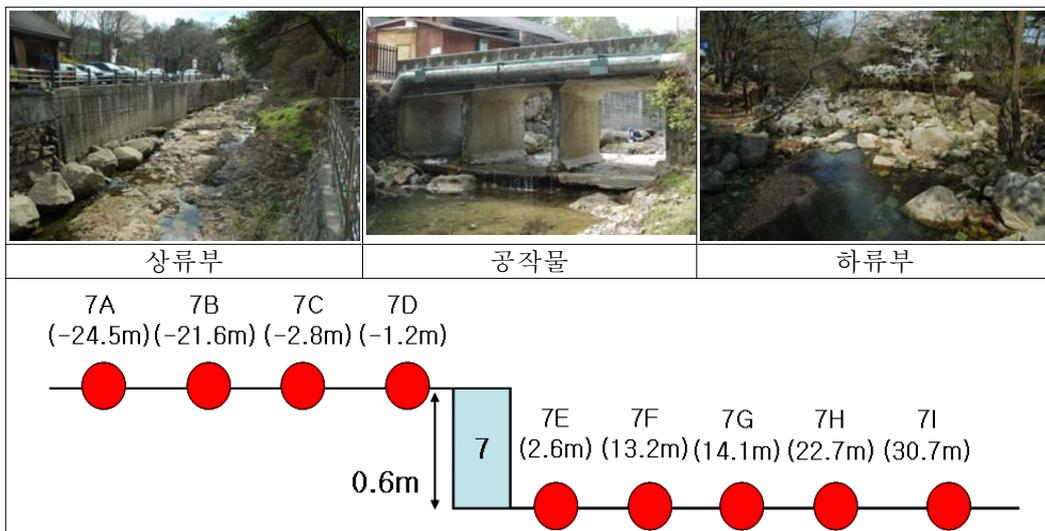 상류부 공작물 하류부
7A 7B 7C 7D
(-24.5m) (-21.6m) (-2.8m) (-1.2m)
7E 7F 7G 7H 7I
7
(2.6m) (13.2m) (14.1m) (22.7m) (30.7m)
0.6m